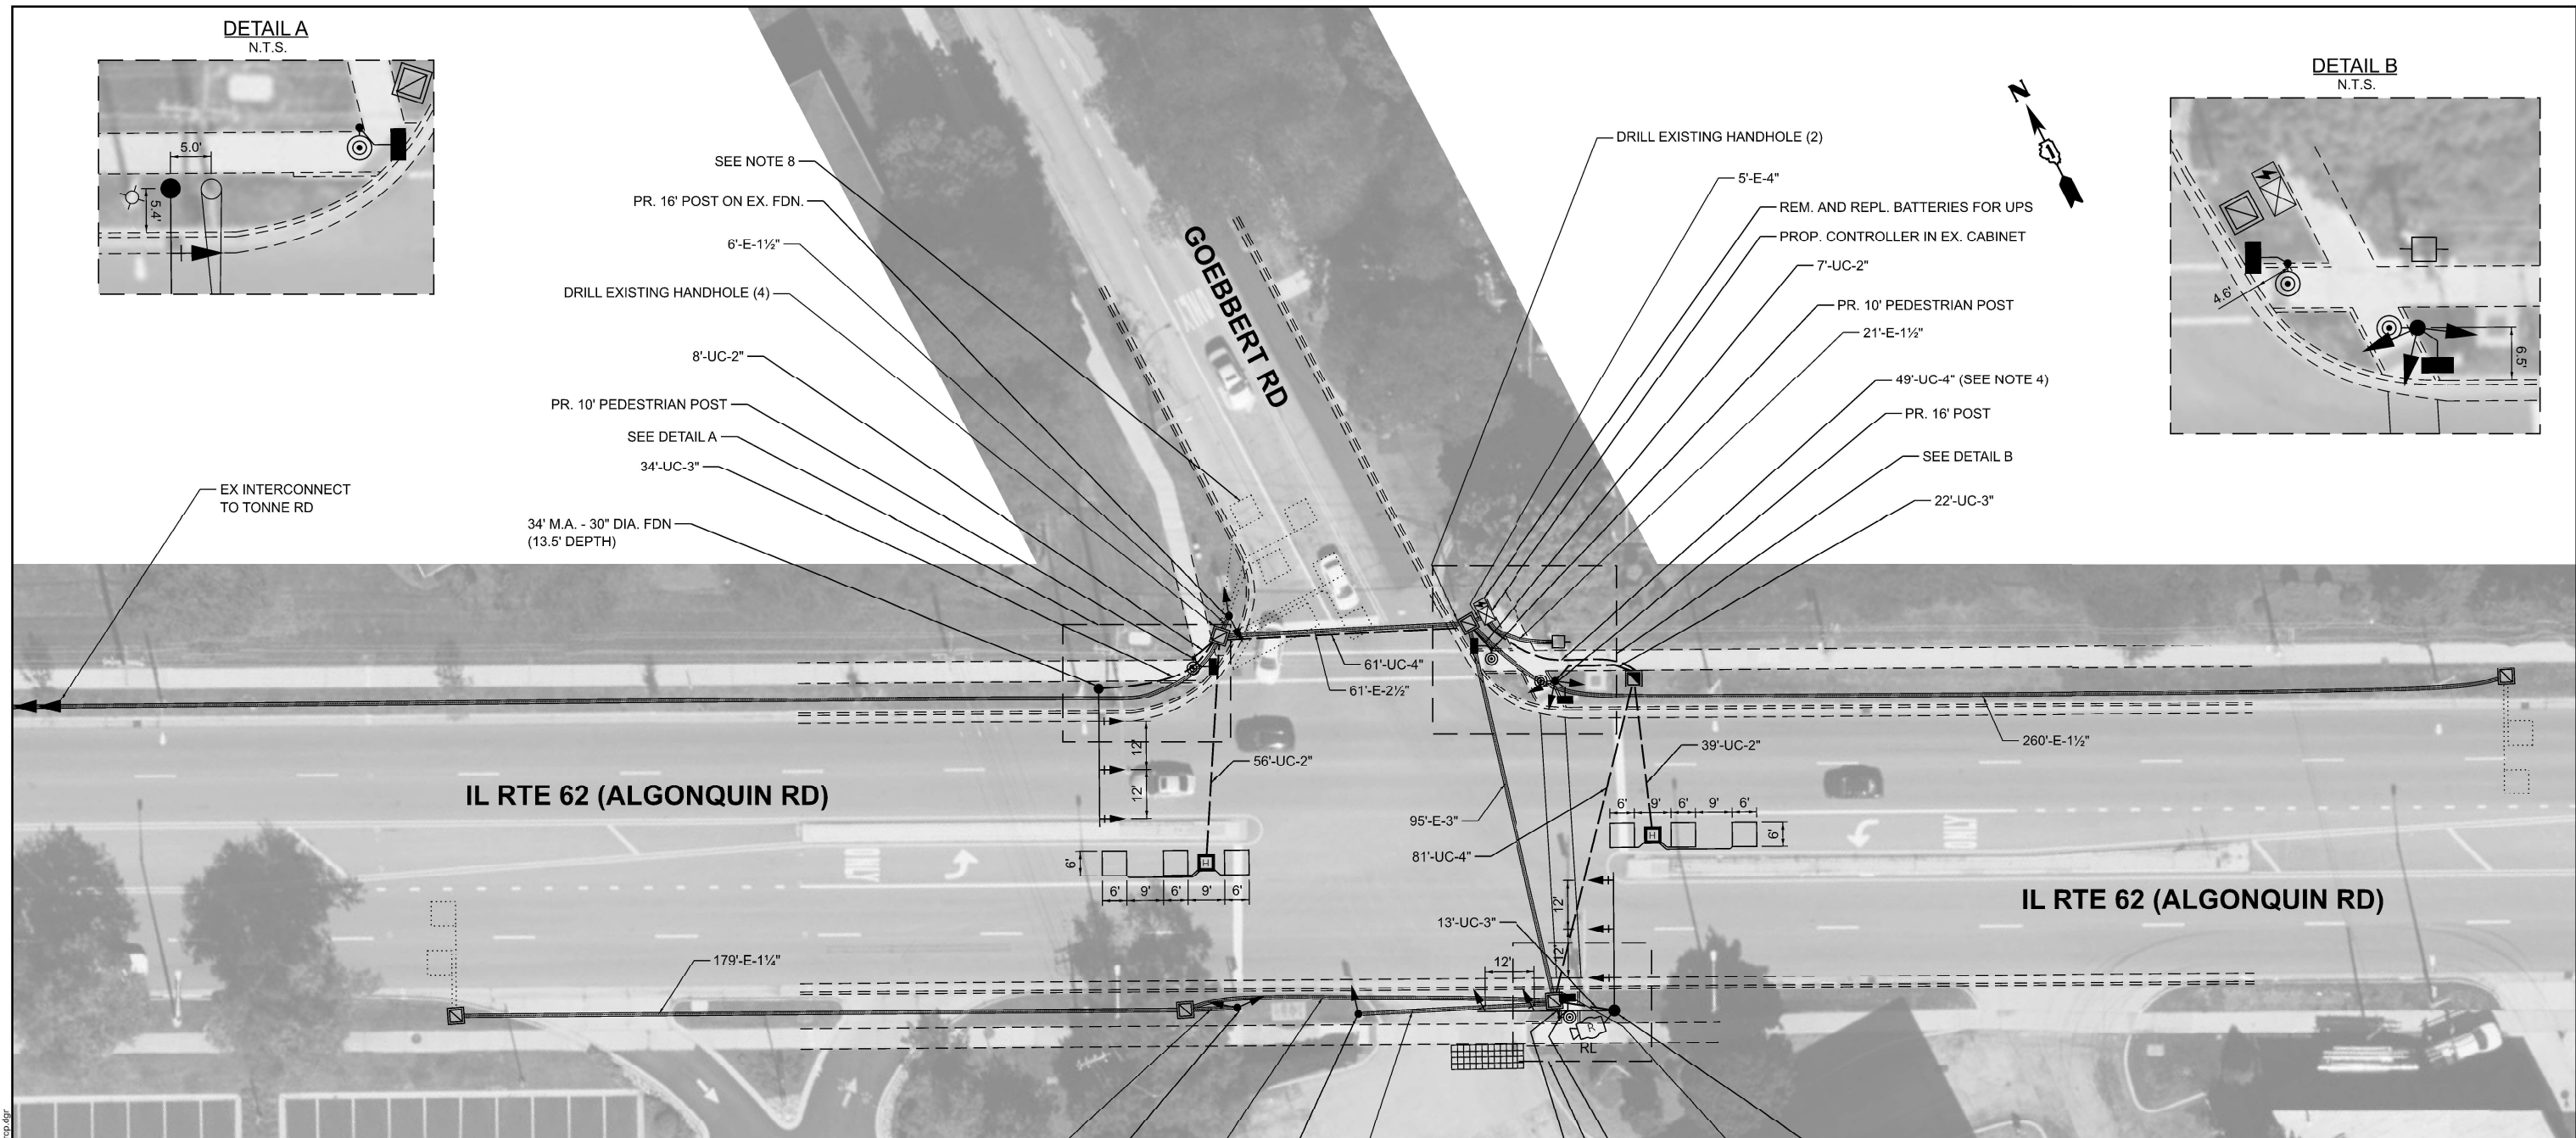 DETAIL A
N.T.S.
5.0'
5.4'
DETAIL B
N.T.S.
4.6'
6.5'
N
1
SEE NOTE 8
PR. 16' POST ON EX. FDN.
6'-E-1½"
DRILL EXISTING HANDHOLE (4)
8'-UC-2"
PR. 10' PEDESTRIAN POST
SEE DETAIL A
34'-UC-3"
34' M.A. - 30" DIA. FDN
(13.5' DEPTH)
EX INTERCONNECT
TO TONNE RD
GOEBBERT RD
DRILL EXISTING HANDHOLE (2)
5'-E-4"
REM. AND REPL. BATTERIES FOR UPS
PROP. CONTROLLER IN EX. CABINET
7'-UC-2"
PR. 10' PEDESTRIAN POST
21'-E-1½"
49'-UC-4" (SEE NOTE 4)
PR. 16' POST
SEE DETAIL B
22'-UC-3"
61'-UC-4"
61'-E-2½"
12'
12'
56'-UC-2"
39'-UC-2"
260'-E-1½"
IL RTE 62 (ALGONQUIN RD)
95'-E-3"
81'-UC-4"
6' 9' 6' 9' 6'
H
6'
ONLY
ONLY
6'
H
6' 9' 6' 9' 6'
IL RTE 62 (ALGONQUIN RD)
13'-UC-3"
12'
12'
12'
179'-E-1¼"
R
RL
rcp.dgr